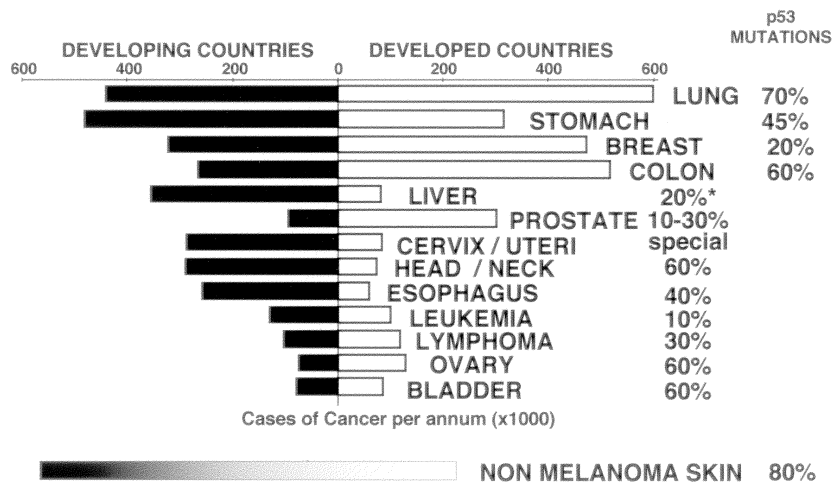 p53
MUTATIONS
DEVELOPING COUNTRIES DEVELOPED COUNTRIES
600 400 200 0 200 400 600
LUNG 70%
STOMACH 45%
BREAST 20%
COLON 60%
LIVER 20%*
PROSTATE 10-30%
CERVIX / UTERI special
HEAD / NECK 60%
ESOPHAGUS 40%
LEUKEMIA 10%
LYMPHOMA 30%
OVARY 60%
BLADDER 60%
Cases of Cancer per annum (x1000)
NON MELANOMA SKIN 80%